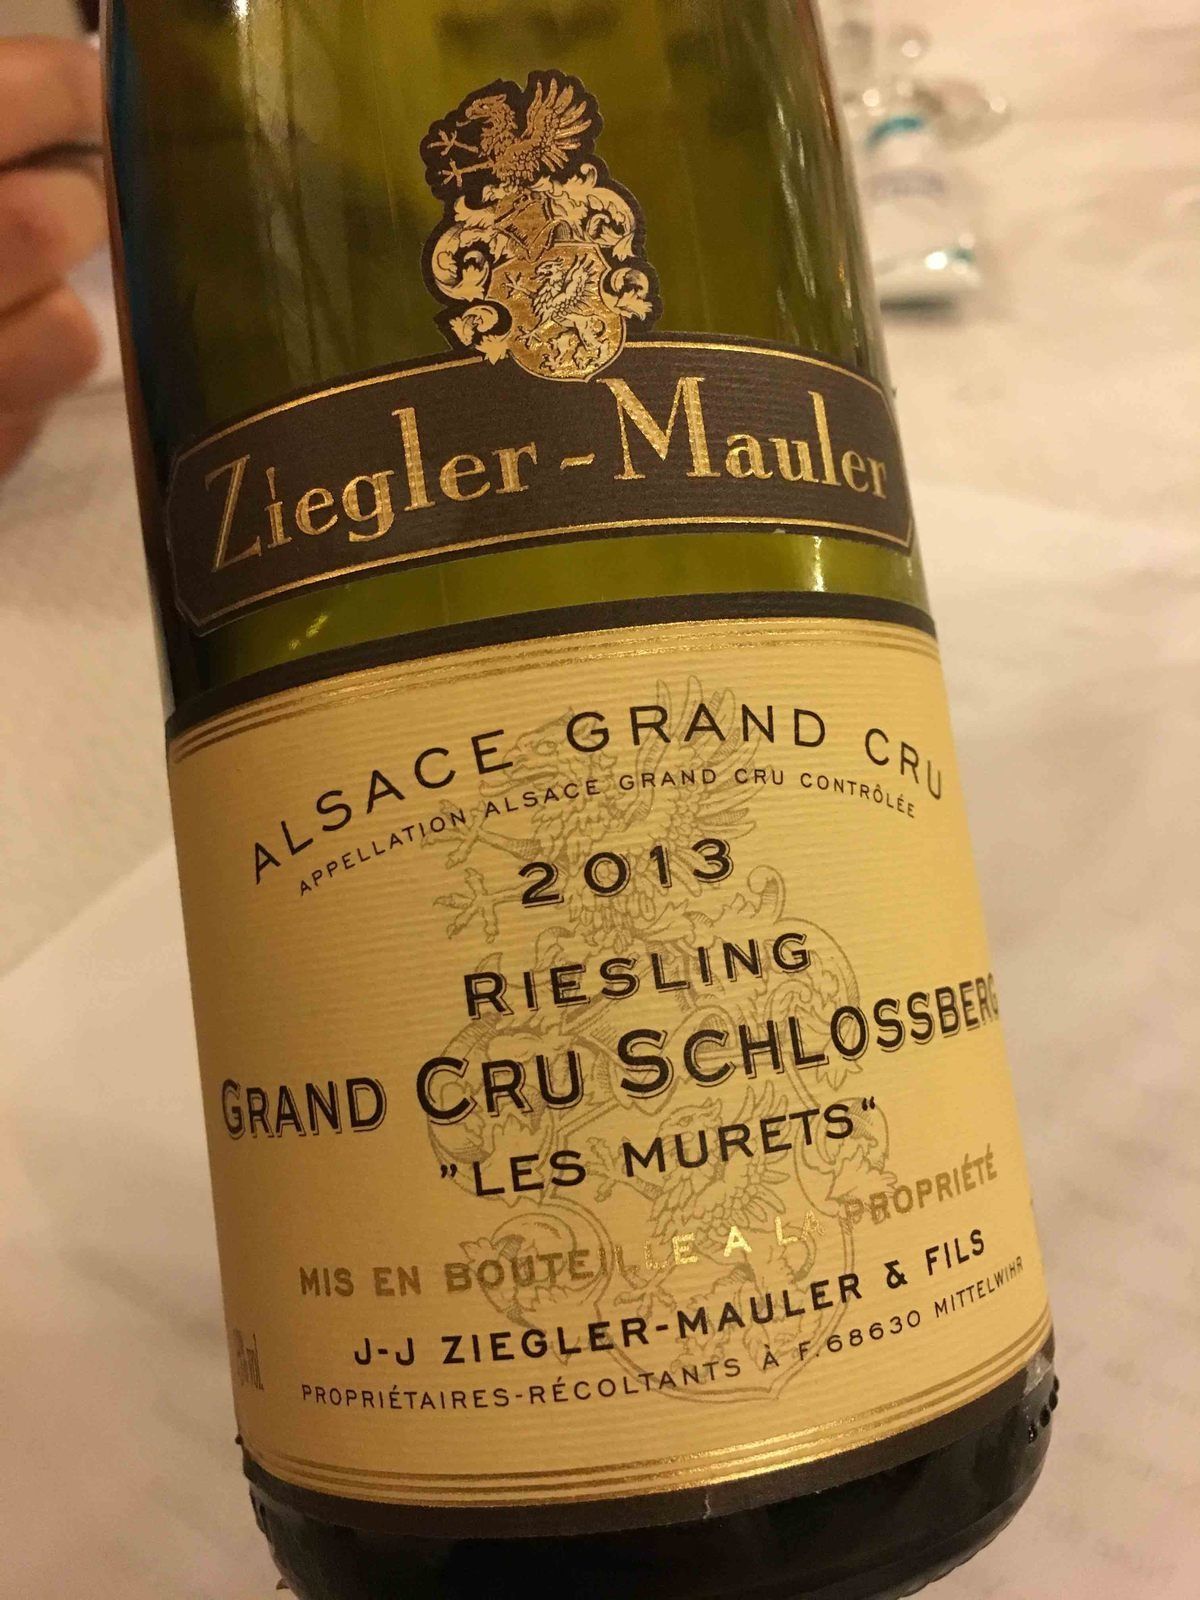 Ziegler-Mauler
ALSACE GRAND CRU
APPELLATION ALSACE GRAND CRU CONTRÔLÉE
2013
RIESLING
GRAND CRU SCHLOSSBERG
"LES MURETS"
MIS EN BOUTEILLE A LA PROPRIÉTÉ
J-J ZIEGLER-MAULER & FILS
PROPRIÉTAIRES-RÉCOLTANTS À F.68630 MITTELWIHR